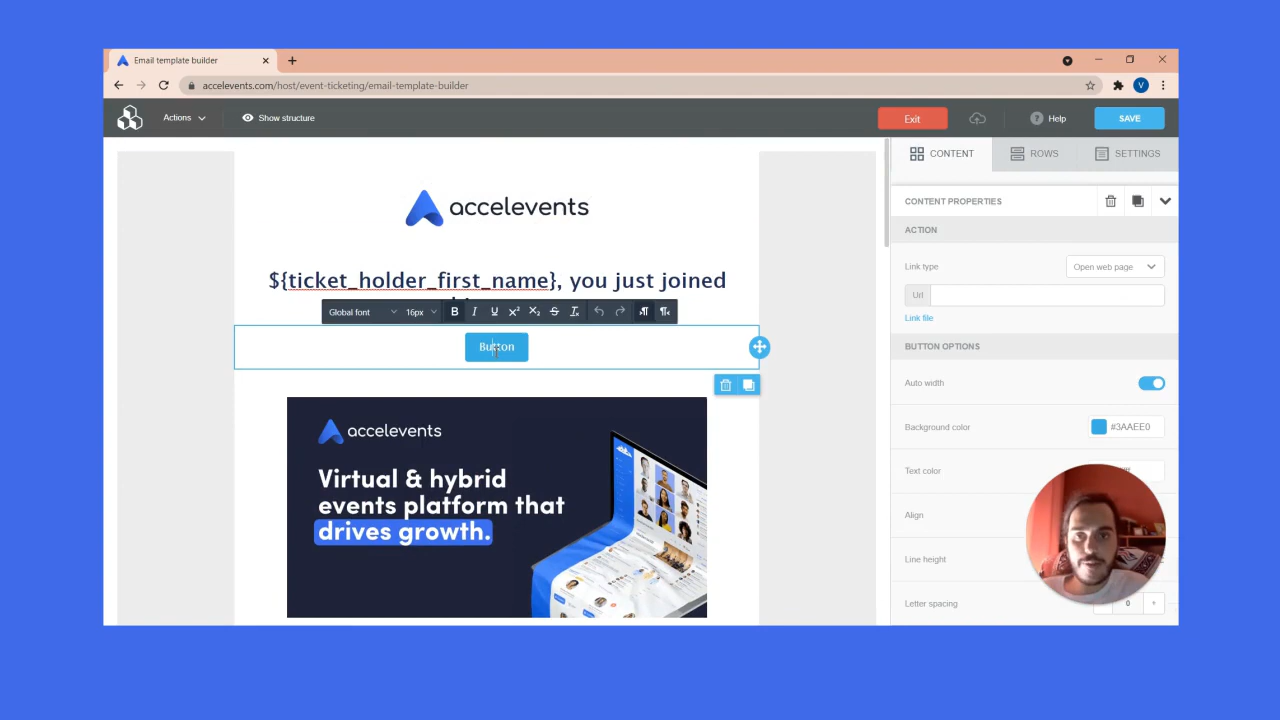 Email template builder
accelevents.com/host/event-ticketing/email-template-builder
V
Actions
Show structure
Exit
Help
SAVE
CONTENT
ROWS
SETTINGS
accelevents
${ticket_holder_first_name}, you just joined
Global font
16px
B
I
U
Button
accelevents
Virtual & hybrid
events platform that
drives growth.
CONTENT PROPERTIES
ACTION
Link type
Open web page
Url
Link file
BUTTON OPTIONS
Auto width
Background color
#3AAEE0
Text color
Align
Line height
Letter spacing
0